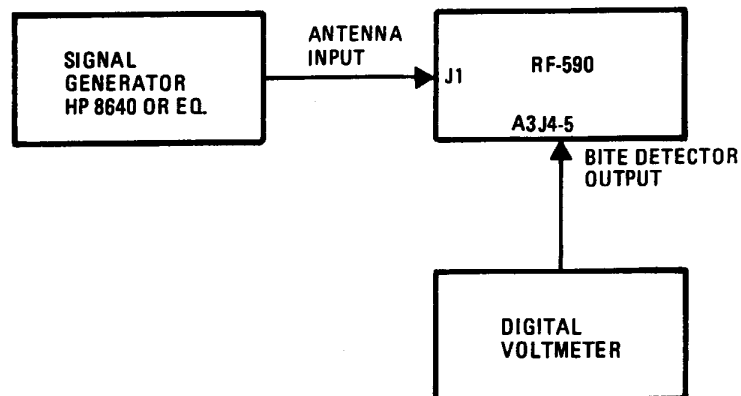 SIGNAL
GENERATOR
HP 8640 OR EQ.
ANTENNA
INPUT
J1
RF-590
A3J4-5
BITE DETECTOR
OUTPUT
DIGITAL
VOLTMETER